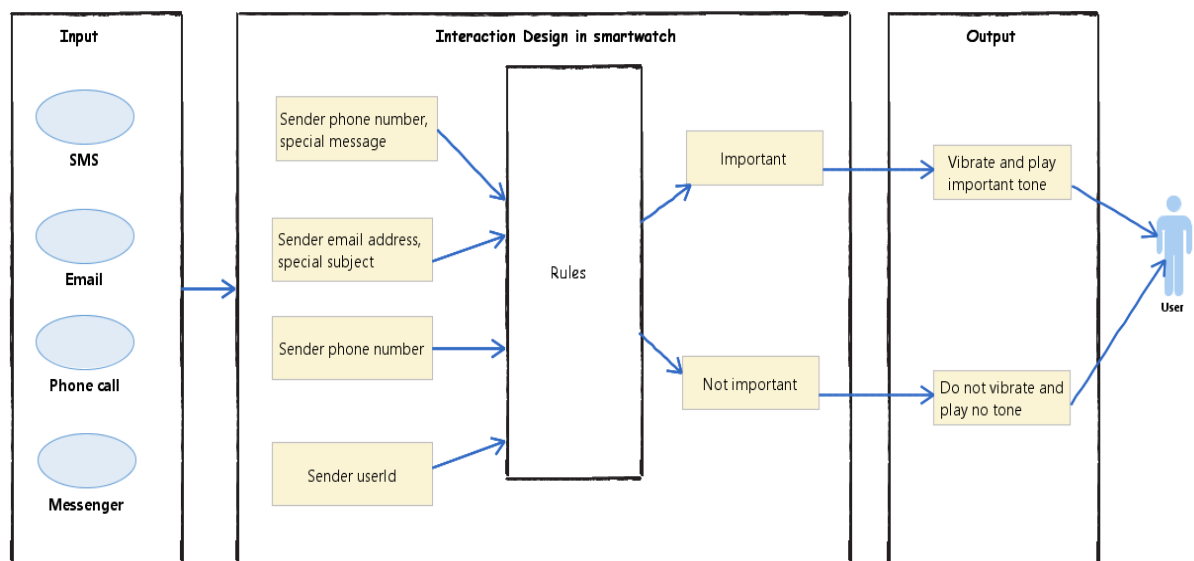 Input
SMS
Email
Phone call
Messenger
Interaction Design in smartwatch
Sender phone number,
special message
Sender email address,
special subject
Sender phone number
Sender userId
Rules
Important
Not important
Output
Vibrate and play
important tone
Do not vibrate and
play no tone
User